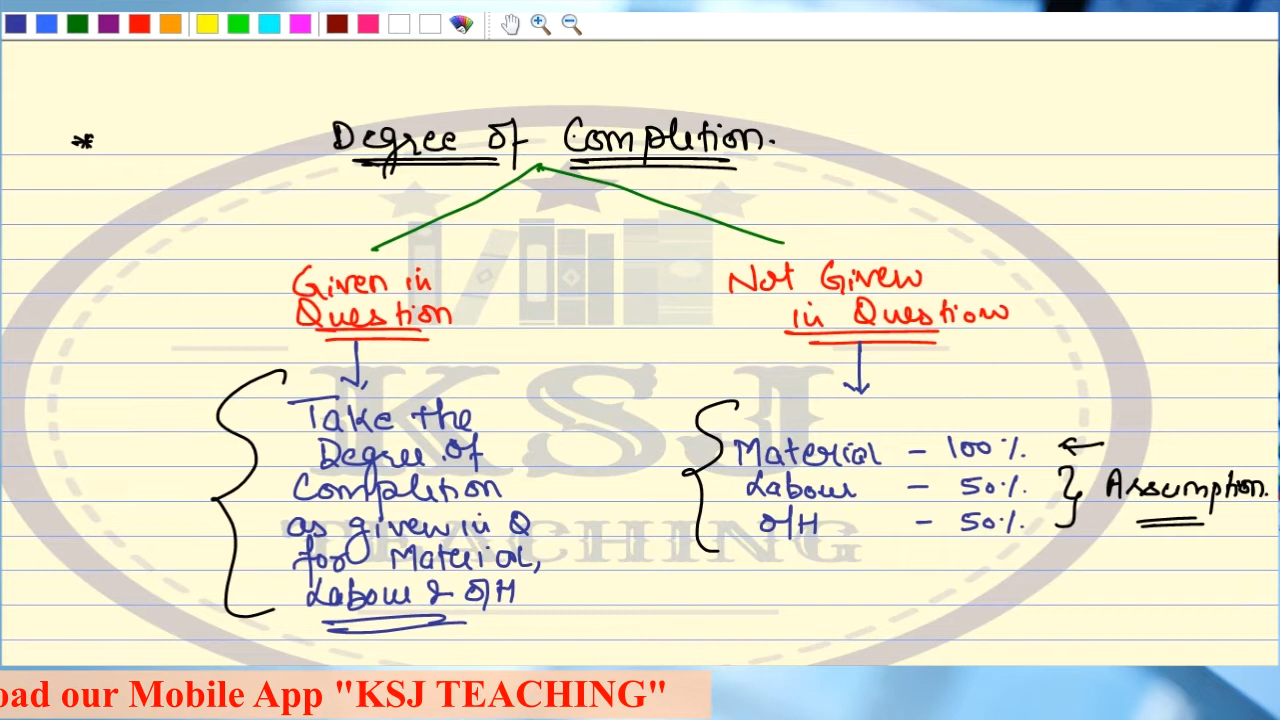 * Degree of Completion.
Given in
Question
Not Given
in Question
Take the
Degree of
Completion
as given in Q
for Material,
Labour & O/H
Material - 100%. ←
Labour - 50%.
O/H - 50%.
} Assumption.
KSJ
TEACHING
oad our Mobile App "KSJ TEACHING"